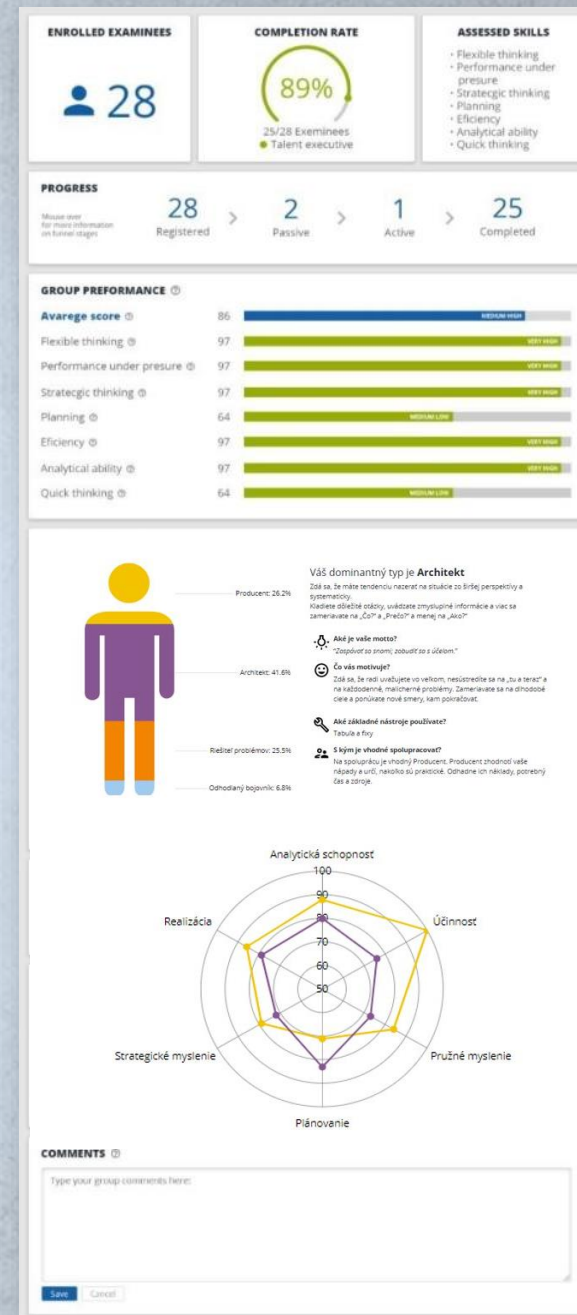 ENROLLED EXAMINEES
28
COMPLETION RATE
89%
25/28 Exeminees
Talent executive
ASSESSED SKILLS
· Flexible thinking
· Performance under
presure
· Stratecgic thinking
· Planning
· Eficiency
· Analytical ability
· Quick thinking
PROGRESS
Mouse over
for more information
on funnel stages
28
Registered
>
2
Passive
>
1
Active
>
25
Completed
GROUP PREFORMANCE
Avarege score 86 MEDIUM HIGH
Flexible thinking 97 VERY HIGH
Performance under presure 97 VERY HIGH
Stratecgic thinking 97 VERY HIGH
Planning 64 MEDIUM LOW
Eficiency 97 VERY HIGH
Analytical ability 97 VERY HIGH
Quick thinking 64 MEDIUM LOW
Producent: 26.2%
Architekt: 41.6%
Riešiteľ problémov: 25.5%
Odhodlaný bojovník: 6.8%
Váš dominantný typ je Architekt
Zdá sa, že máte tendenciu nazerať na situácie zo širšej perspektívy a
systematicky.
Kladiete dôležité otázky, uvádzate zmysluplné informácie a viac sa
zameriavate na „Čo?“ a „Prečo?“ a menej na „Ako?“
Aké je vaše motto?
"Zaspávať so snami; zobudiť sa s účelom."
Čo vás motivuje?
Zdá sa, že radi uvažujete vo veľkom, nesústredíte sa na „tu a teraz“ a
na každodenné, malicherné problémy. Zameriavate sa na dlhodobé
ciele a ponúkate nové smery, kam pokračovať.
Aké základné nástroje používate?
Tabuľa a fixy
S kým je vhodné spolupracovať?
Na spoluprácu je vhodný Producent. Producent zhodnotí vaše
nápady a určí, nakoľko sú praktické. Odhadne ich náklady, potrebný
čas a zdroje.
Analytická schopnosť
100
90
80
70
60
50
Realizácia
Účinnosť
Strategické myslenie
Pružné myslenie
Plánovanie
COMMENTS
Type your group comments here:
Save
Cancel